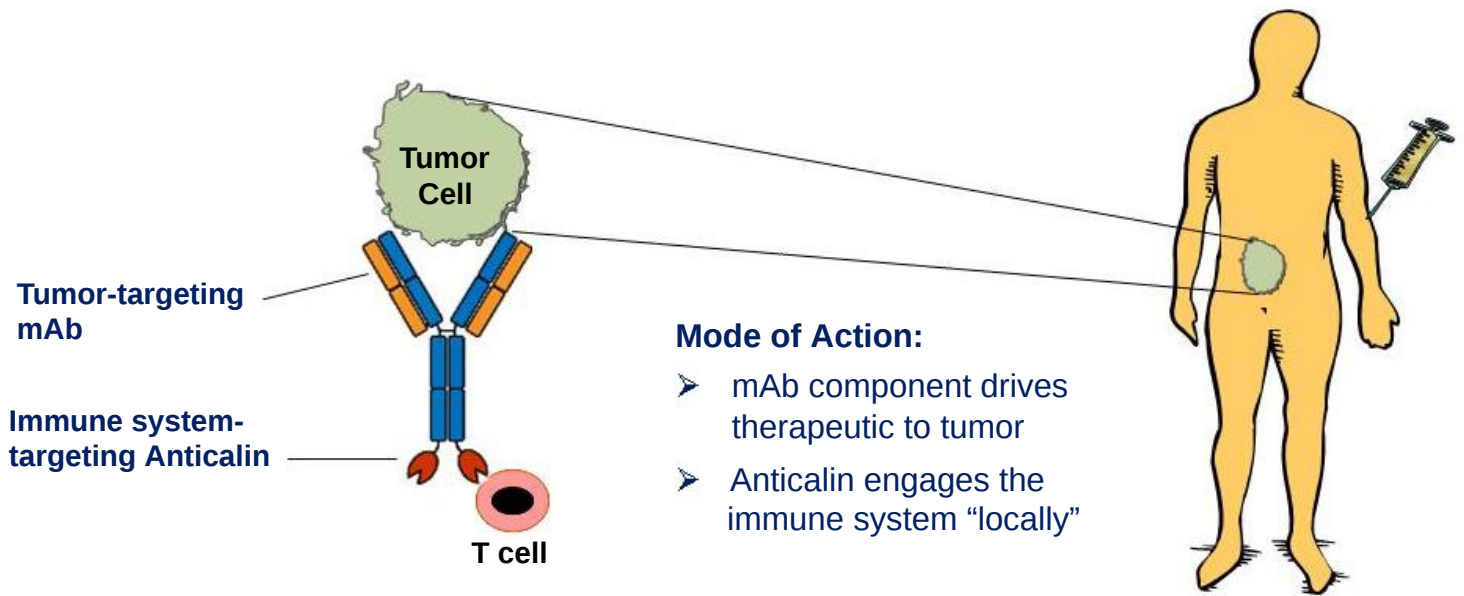 Tumor
Cell
Tumor-targeting
mAb
Immune system-
targeting Anticalin
T cell
Mode of Action:
➢ mAb component drives
therapeutic to tumor
➢ Anticalin engages the
immune system “locally”